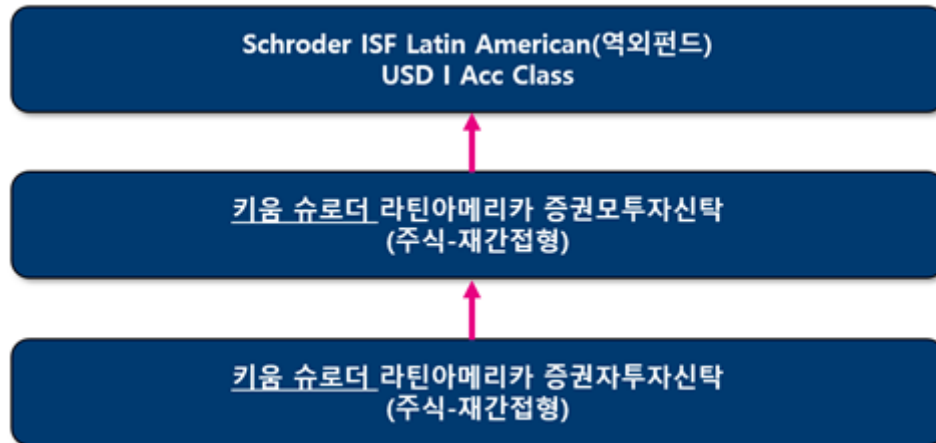 Schroder ISF Latin American(역외펀드)
USD I Acc Class
키움 슈로더 라틴아메리카 증권모투자신탁
(주식-재간접형)
키움 슈로더 라틴아메리카 증권자투자신탁
(주식-재간접형)